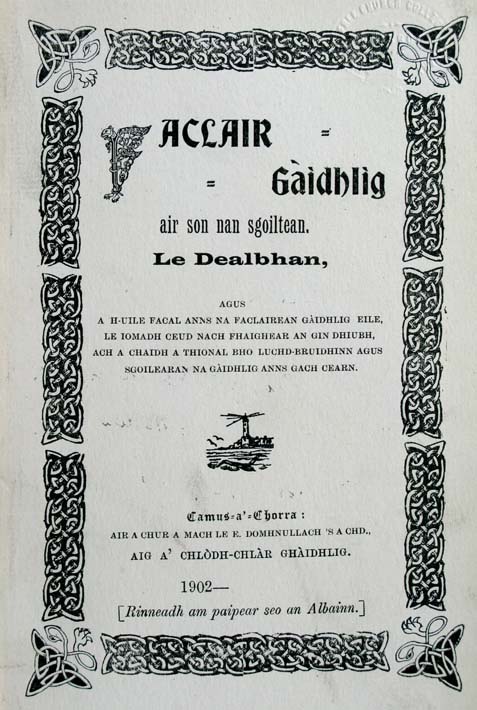 FACLAIR =
= Gàidhlig
air son nan sgoiltean.
Le Dealbhan,
AGUS
A H-UILE FACAL ANNS NA FACLAIREAN GÀIDHLIG EILE,
LE IOMADH CEUD NACH FHAIGHEAR AN GIN DHIUBH,
ACH A CHAIDH A THIONAL BHO LUCHD-BRUIDHINN AGUS
SGOILEARAN NA GÀIDHLIG ANNS GACH CEARN.
Camus=a'=Chorra :
AIR A CHUR A MACH LE E. DOMHNULLACH 'S A CHD.,
AIG A' CHLÒDH-CHLÀR GHÀIDHLIG.
1902—
[Rinneadh am paipear seo an Albainn.]